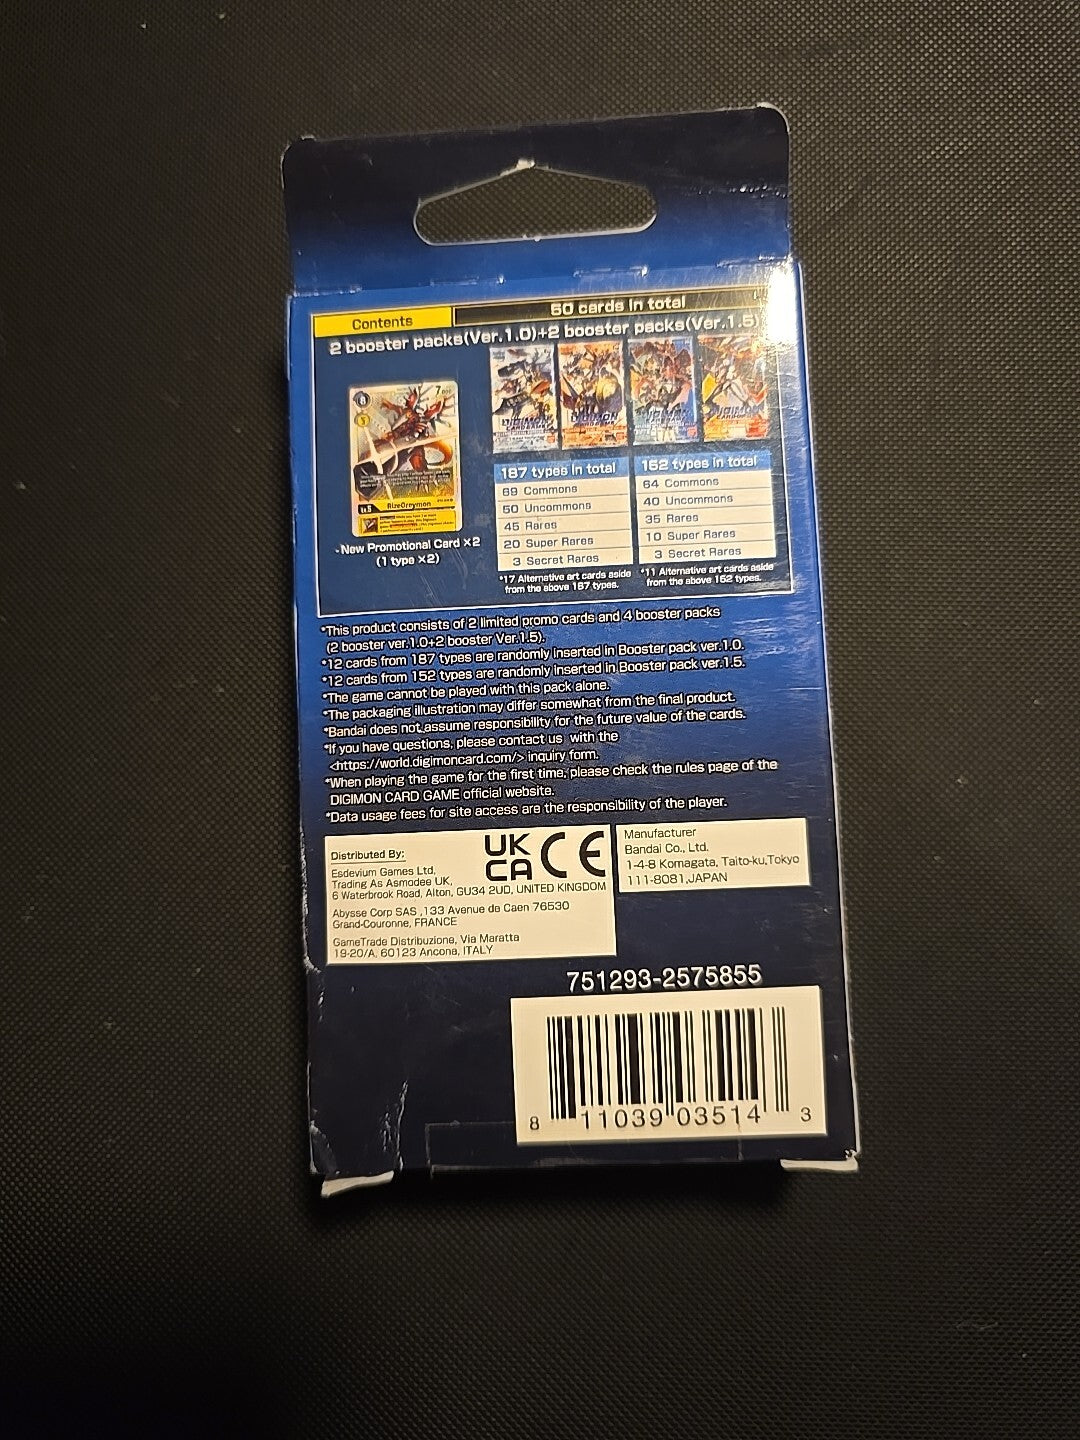 50 cards in total
Contents
2 booster packs(Ver.1.0)+2 booster packs(Ver.1.5)
7
Lv.5
RizeGreymon
- New Promotional Card ×2
(1 type ×2)
DIGIMON
DIGIMON
DIGIMON
DIGIMON
187 types in total
69 Commons
50 Uncommons
45 Rares
20 Super Rares
3 Secret Rares
*17 Alternative art cards aside
from the above 187 types.
152 types in total
64 Commons
40 Uncommons
35 Rares
10 Super Rares
3 Secret Rares
*11 Alternative art cards aside
from the above 152 types.
*This product consists of 2 limited promo cards and 4 booster packs
(2 booster ver.1.0+2 booster Ver.1.5).
*12 cards from 187 types are randomly inserted in Booster pack ver.1.0.
*12 cards from 152 types are randomly inserted in Booster pack ver.1.5.
*The game cannot be played with this pack alone.
*The packaging illustration may differ somewhat from the final product.
*Bandai does not assume responsibility for the future value of the cards.
*If you have questions, please contact us with the
<https://world.digimoncard.com/> inquiry form.
*When playing the game for the first time, please check the rules page of the
DIGIMON CARD GAME official website.
*Data usage fees for site access are the responsibility of the player.
Distributed By:
UK
CA CE
Esdevium Games Ltd,
Trading As Asmodee UK,
6 Waterbrook Road, Alton, GU34 2UD, UNITED KINGDOM
Abysse Corp SAS ,133 Avenue de Caen 76530
Grand-Couronne, FRANCE
GameTrade Distribuzione, Via Maratta
19-20/A, 60123 Ancona, ITALY
Manufacturer
Bandai Co., Ltd.
1-4-8 Komagata, Taito-ku,Tokyo
111-8081,JAPAN
751293-2575855
8 11039 03514 3